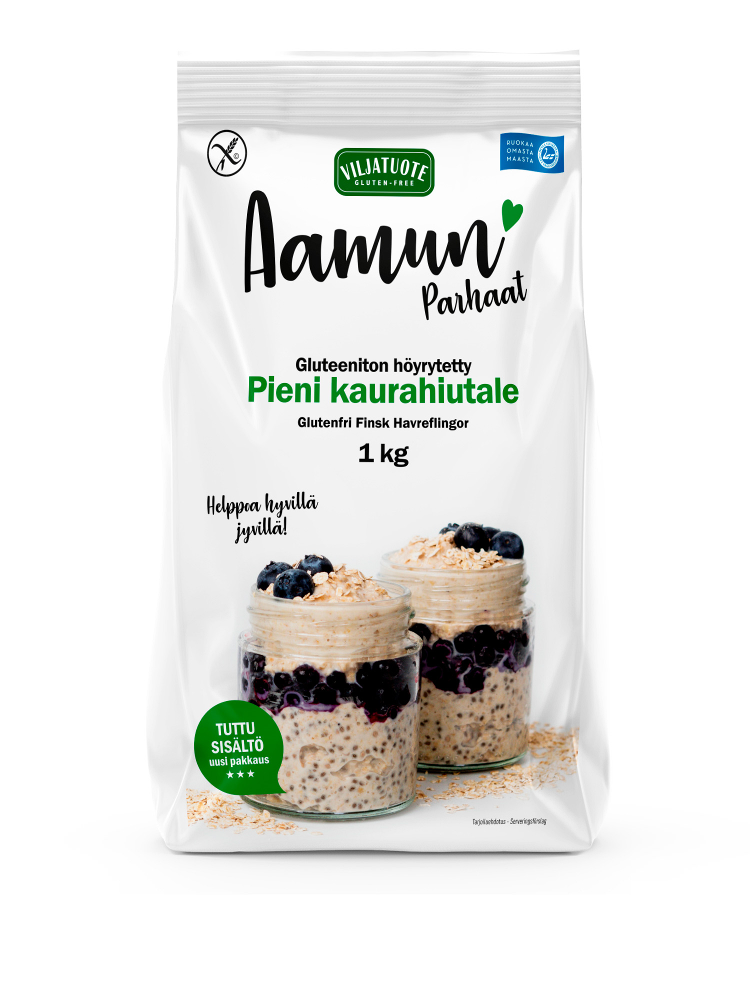 VILJATUOTE
GLUTEN-FREE
RUOKAA
OMASTA
MAASTA
©
Aamun
Parhaat
Gluteeniton höyrytetty
Pieni kaurahiutale
Glutenfri Finsk Havreflingor
1 kg
Helppoa hyvillä
jyvillä!
TUTTU
SISÄLTÖ
uusi pakkaus
Tarjoiluehdotus - Serveringsförslag